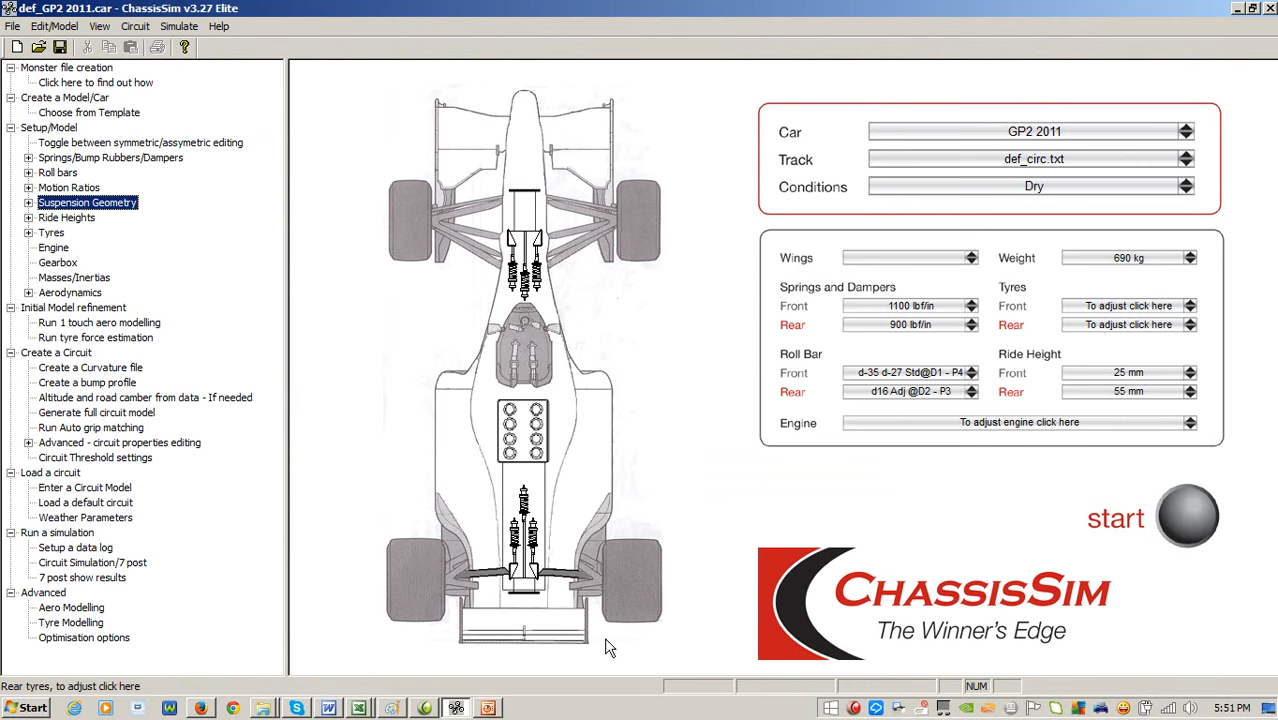 def_GP2 2011.car - ChassisSim v3.27 Elite
File Edit/Model View Circuit Simulate Help
Monster file creation
Click here to find out how
Create a Model/Car
Choose from Template
Setup/Model
Toggle between symmetric/assymetric editing
Springs/Bump Rubbers/Dampers
Roll bars
Motion Ratios
Suspension Geometry
Ride Heights
Tyres
Engine
Gearbox
Masses/Inertias
Aerodynamics
Initial Model refinement
Run 1 touch aero modelling
Run tyre force estimation
Create a Circuit
Create a Curvature file
Create a bump profile
Altitude and road camber from data - If needed
Generate full circuit model
Run Auto grip matching
Advanced - circuit properties editing
Circuit Threshold settings
Load a circuit
Enter a Circuit Model
Load a default circuit
Weather Parameters
Run a simulation
Setup a data log
Circuit Simulation/7 post
7 post show results
Advanced
Aero Modelling
Tyre Modelling
Optimisation options
Car GP2 2011
Track def_circ.txt
Conditions Dry
Wings Weight 690 kg
Springs and Dampers Tyres
Front 1100 lbf/in Front To adjust click here
Rear 900 lbf/in Rear To adjust click here
Roll Bar Ride Height
Front d-35 d-27 Std@D1 - P4 Front 25 mm
Rear d16 Adj @D2 - P3 Rear 55 mm
Engine To adjust engine click here
start
CHASSISSIM
The Winner's Edge
Rear tyres, to adjust click here NUM
Start 5:51 PM